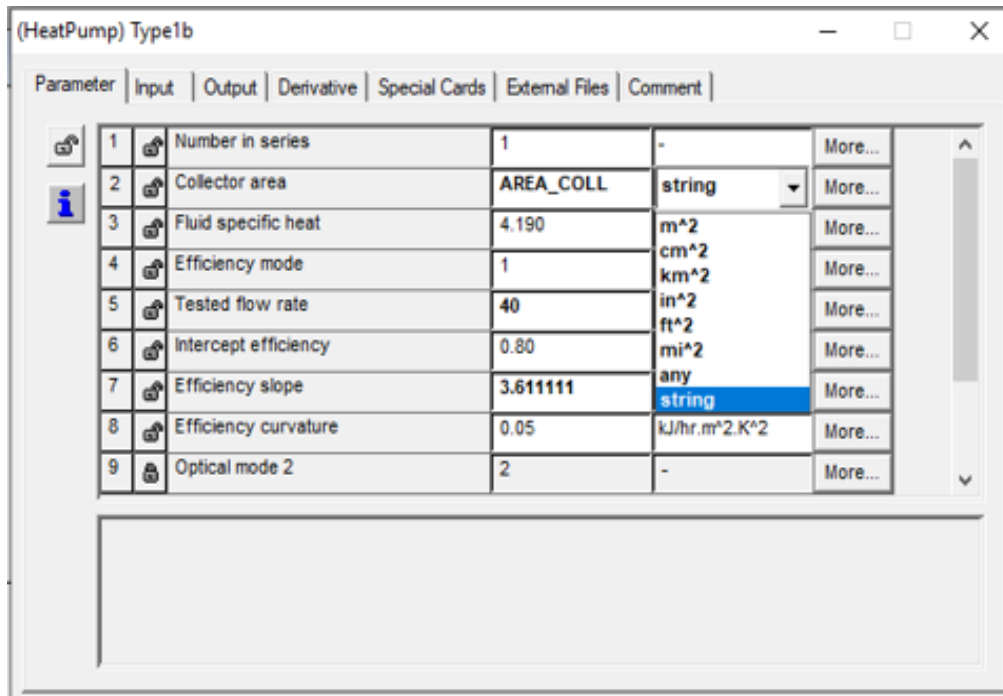 (HeatPump) Type1b
Parameter Input Output Derivative Special Cards External Files Comment
1 Number in series 1 - More...
2 Collector area AREA_COLL string More...
3 Fluid specific heat 4.190 More...
4 Efficiency mode 1 More...
5 Tested flow rate 40 More...
6 Intercept efficiency 0.80 More...
7 Efficiency slope 3.611111 More...
m^2
cm^2
km^2
in^2
ft^2
mi^2
any
string
8 Efficiency curvature 0.05 kJ/hr.m^2.K^2 More...
9 Optical mode 2 2 - More...